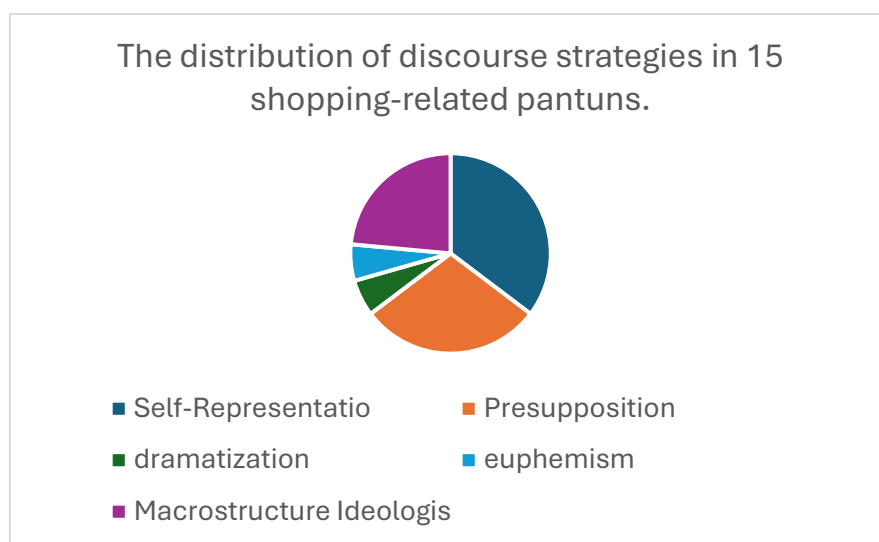 The distribution of discourse strategies in 15
shopping-related pantuns.
Self-Representatio
Presupposition
dramatization
euphemism
Macrostructure Ideologis